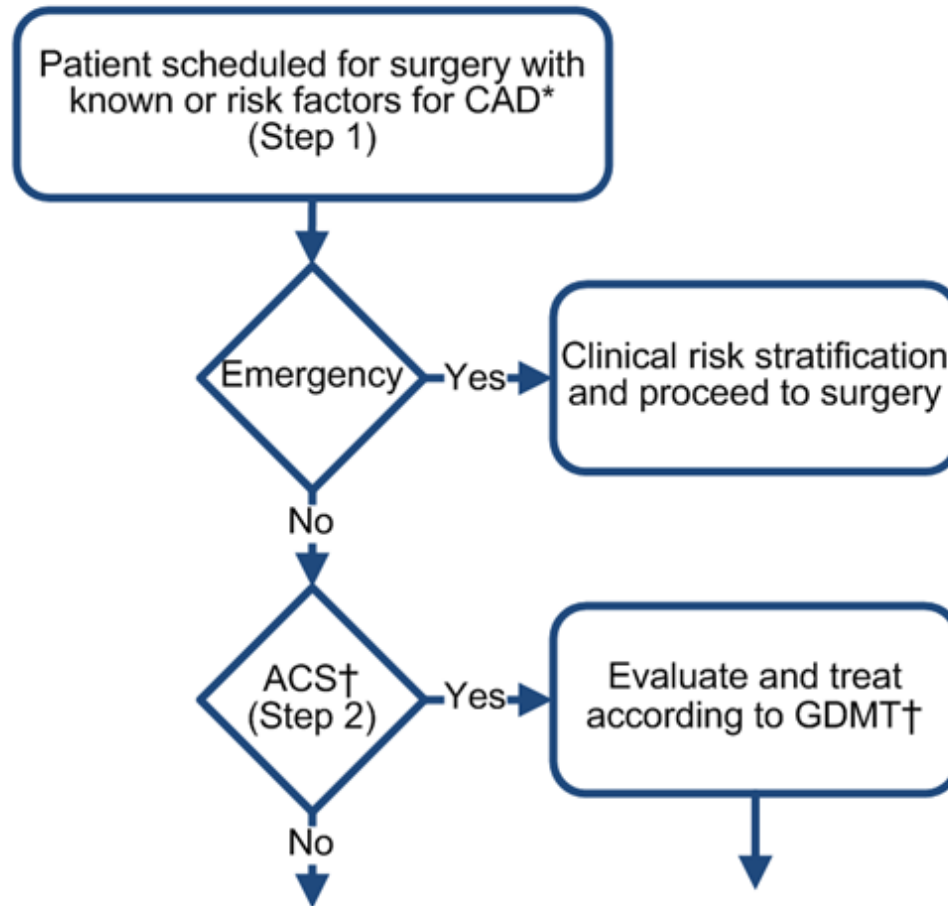 Patient scheduled for surgery with
known or risk factors for CAD*
(Step 1)
Emergency
Yes
Clinical risk stratification
and proceed to surgery
No
ACS†
(Step 2)
Yes
Evaluate and treat
according to GDMT†
No